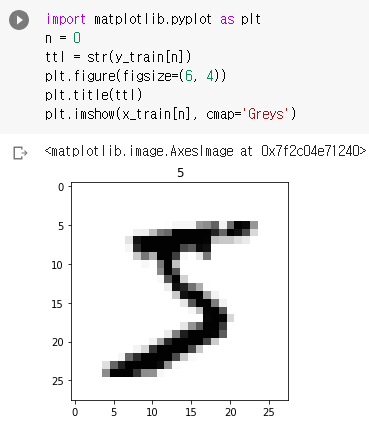 import matplotlib.pyplot as plt
n = 0
ttl = str(y_train[n])
plt.figure(figsize=(6, 4))
plt.title(ttl)
plt.imshow(x_train[n], cmap='Greys')
<matplotlib.image.AxesImage at 0x7f2c04e71240>
5
0
5
10
15
20
25
0 5 10 15 20 25